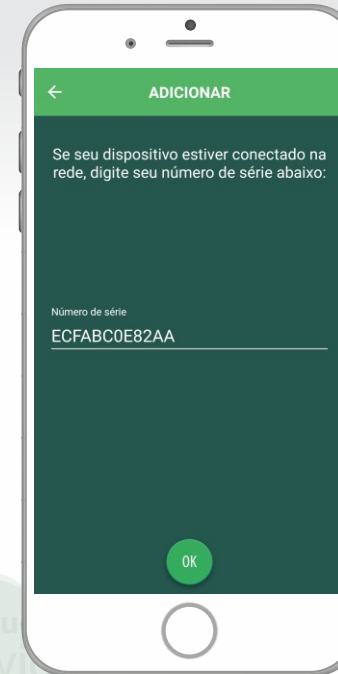 ADICIONAR
Se seu dispositivo estiver conectado na
rede, digite seu número de série abaixo:
Número de série
ECFABC0E82AA
OK